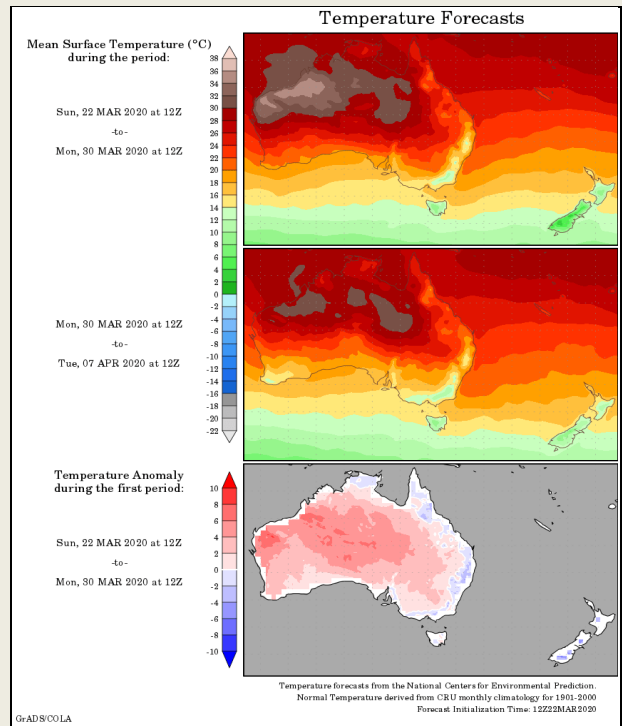 Temperature Forecasts
Mean Surface Temperature (°C)
during the period:
Sun, 22 MAR 2020 at 12Z
-to-
Mon, 30 MAR 2020 at 12Z
38
36
34
32
30
28
26
24
22
20
18
16
14
12
10
8
6
4
2
0
-2
-4
-6
-8
-10
-12
-14
-16
-18
-20
-22
Mon, 30 MAR 2020 at 12Z
-to-
Tue, 07 APR 2020 at 12Z
Temperature Anomaly
during the first period:
Sun, 22 MAR 2020 at 12Z
-to-
Mon, 30 MAR 2020 at 12Z
10
8
6
4
2
0
-2
-4
-6
-8
-10
Temperature forecasts from the National Centers for Environmental Prediction.
Normal Temperature derived from CRU monthly climatology for 1901-2000
Forecast Initialization Time: 12Z22MAR2020
GrADS/COLA